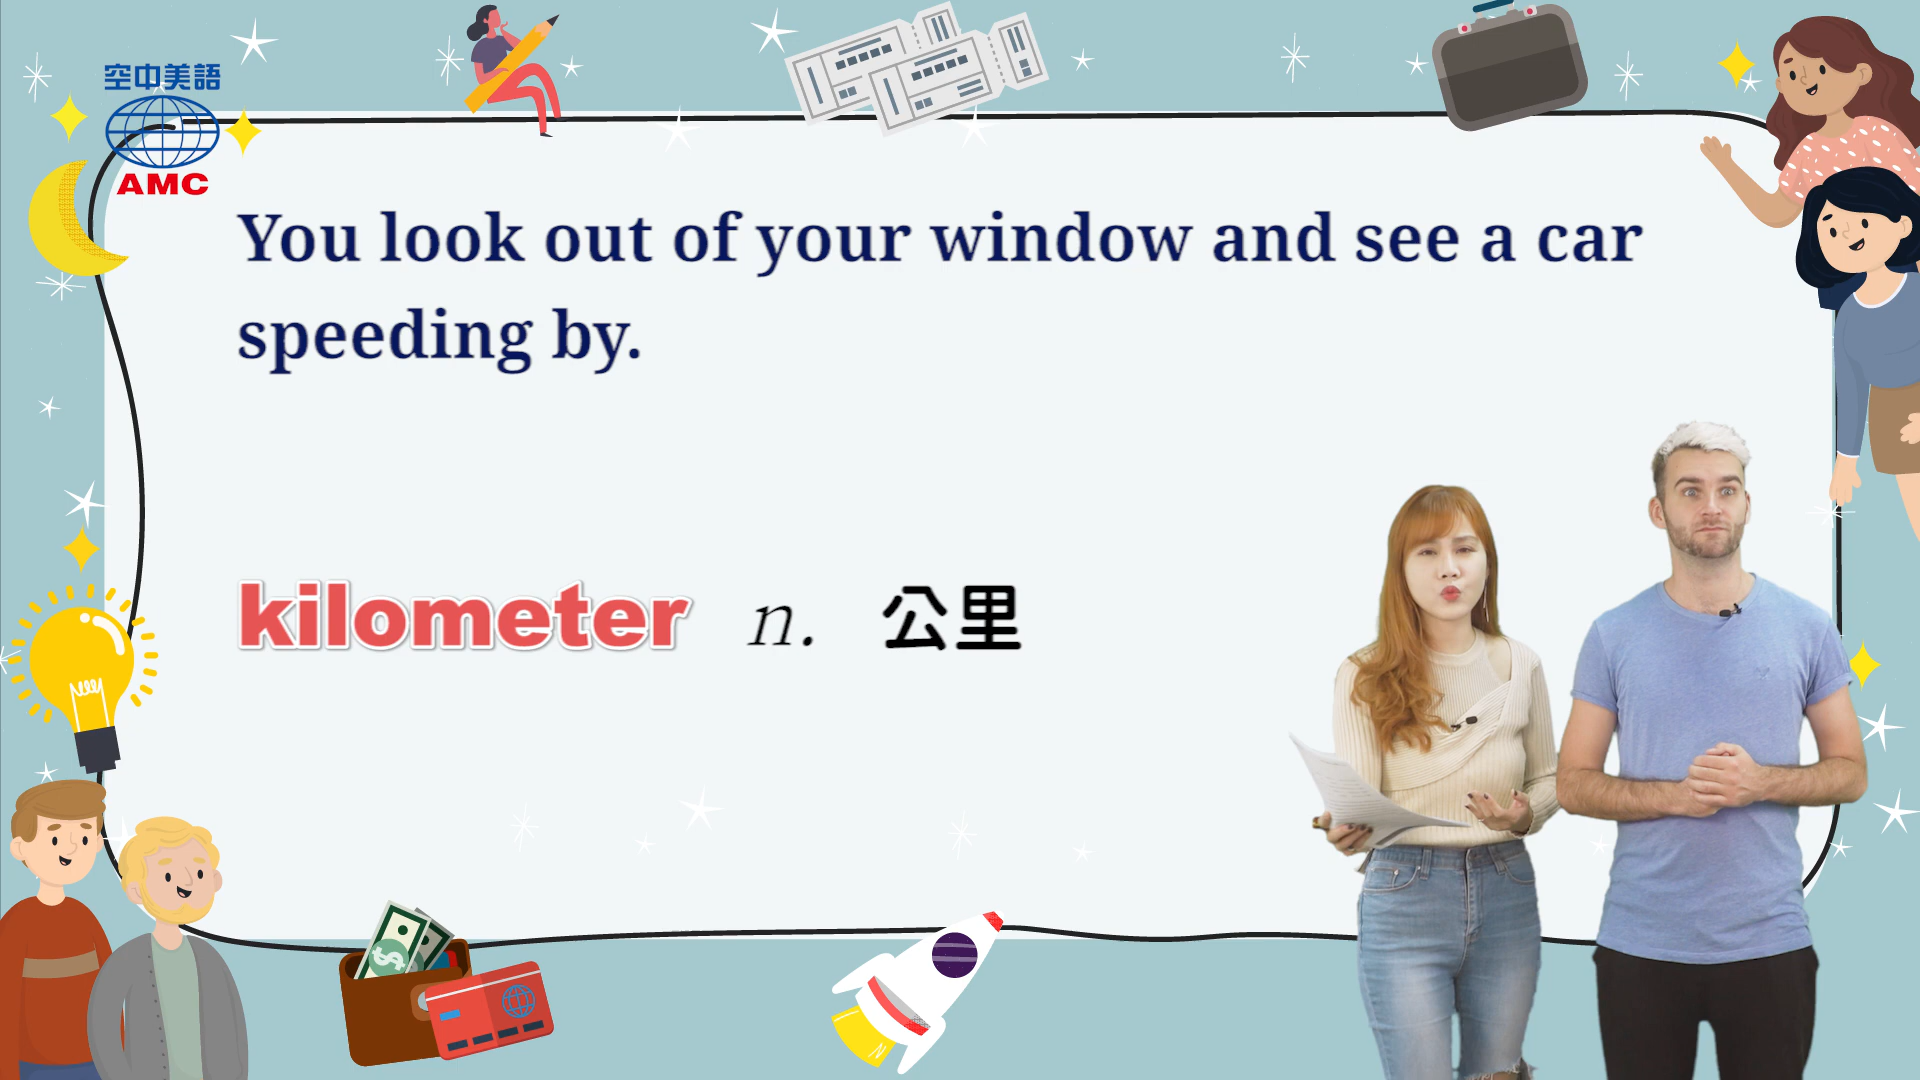 空中美語
AMC
You look out of your window and see a car
speeding by.
kilometer n. 公里